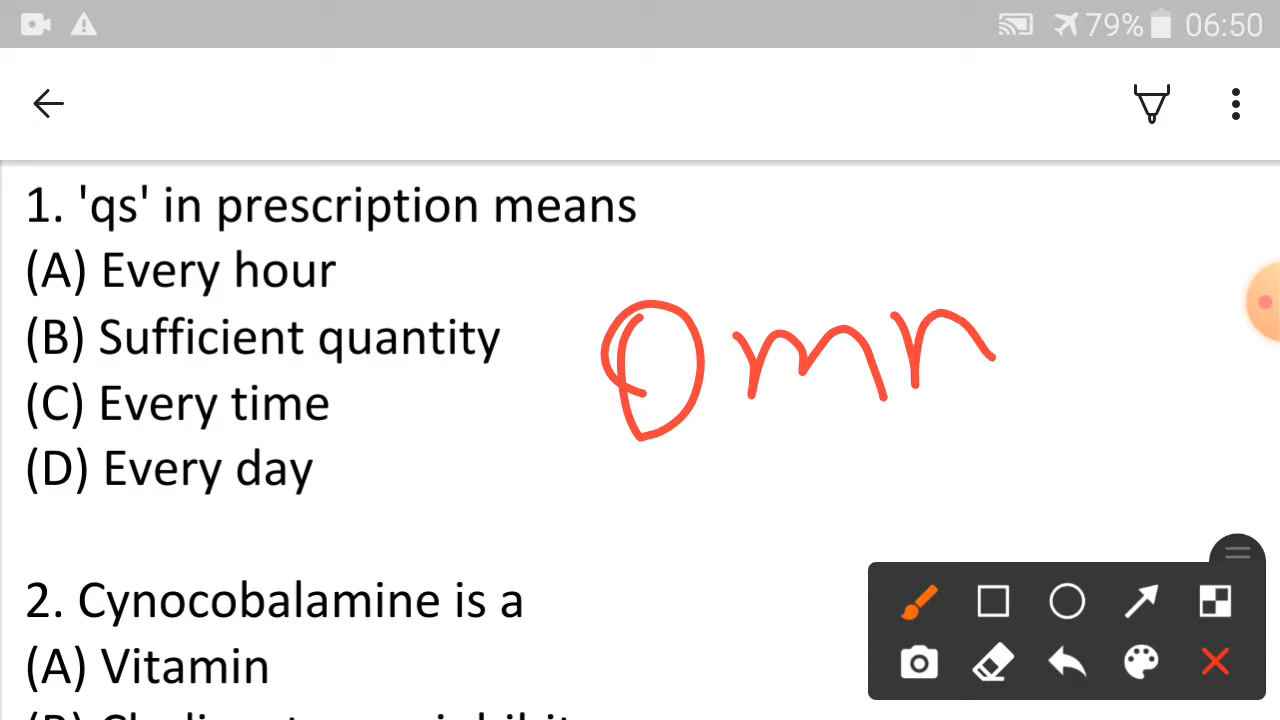 79% 06:50
1. 'qs' in prescription means
(A) Every hour
(B) Sufficient quantity
(C) Every time
(D) Every day
Omn
2. Cynocobalamine is a
(A) Vitamin